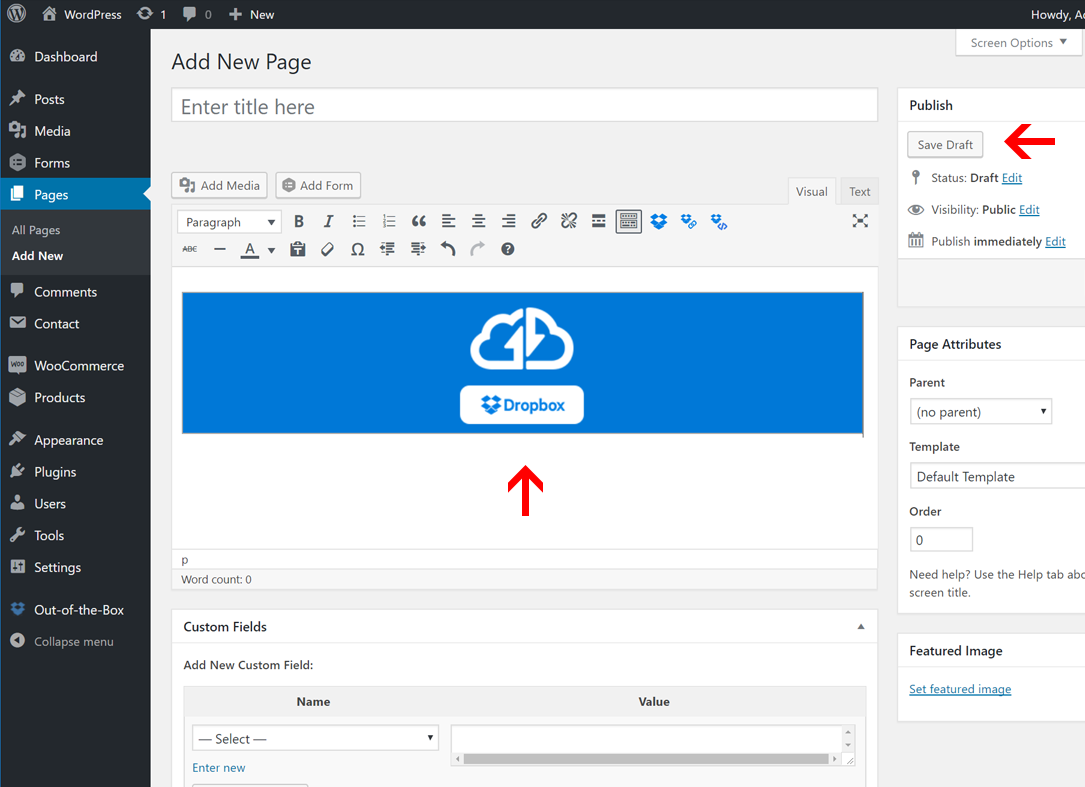 WordPress 1 0 New
Howdy, Ad
Dashboard
Posts
Media
Forms
Pages
All Pages
Add New
Comments
Contact
WooCommerce
Products
Appearance
Plugins
Users
Tools
Settings
Out-of-the-Box
Collapse menu
Screen Options
Add New Page
Enter title here
Add Media Add Form
Visual Text
Paragraph B I
ABC A Ω
Dropbox
p
Word count: 0
Custom Fields
Add New Custom Field:
Name Value
— Select —
Enter new
Publish
Save Draft
Status: Draft Edit
Visibility: Public Edit
Publish immediately Edit
Page Attributes
Parent
(no parent)
Template
Default Template
Order
0
Need help? Use the Help tab abo
screen title.
Featured Image
Set featured image